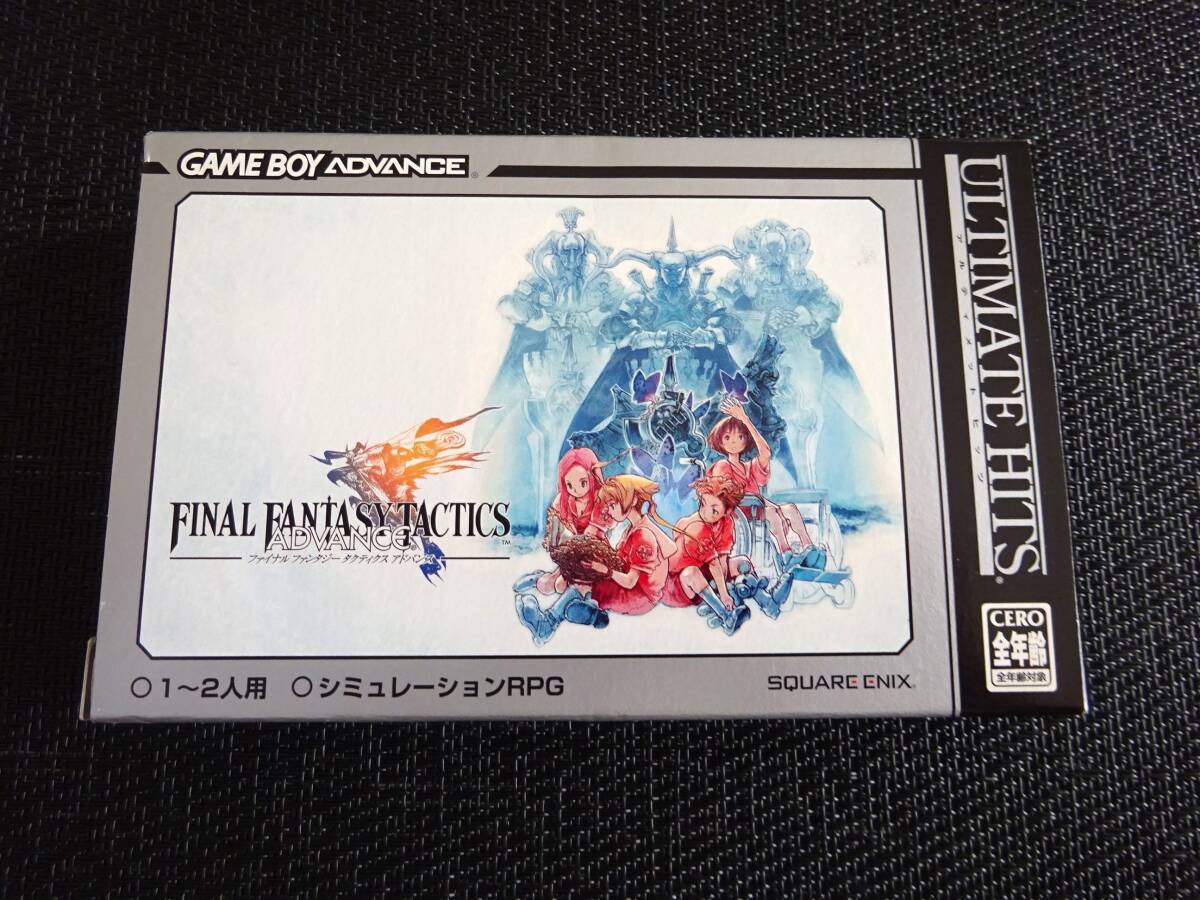 GAME BOY ADVANCE®
FINAL FANTASY TACTICS
ADVANCE®™
ファイナルファンタジー タクティクス アドバンス
○1～2人用 ○シミュレーションRPG
SQUARE ENIX®
ULTIMATE HITS®
アルティメットヒッツ
CERO
全年齢
全年齢対象